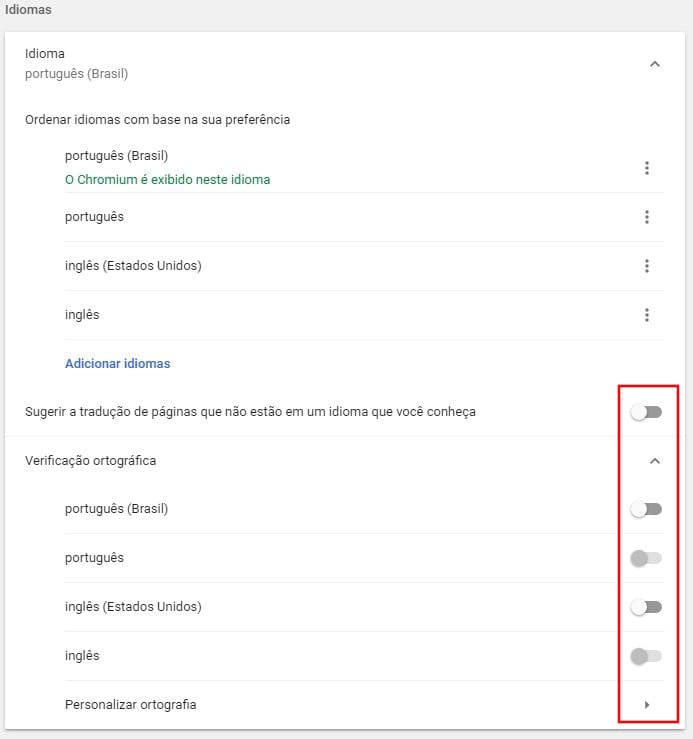 Idiomas
Idioma
português (Brasil)
Ordenar idiomas com base na sua preferência
português (Brasil)
O Chromium é exibido neste idioma
português
inglês (Estados Unidos)
inglês
Adicionar idiomas
Sugerir a tradução de páginas que não estão em um idioma que você conheça
Verificação ortográfica
português (Brasil)
português
inglês (Estados Unidos)
inglês
Personalizar ortografia